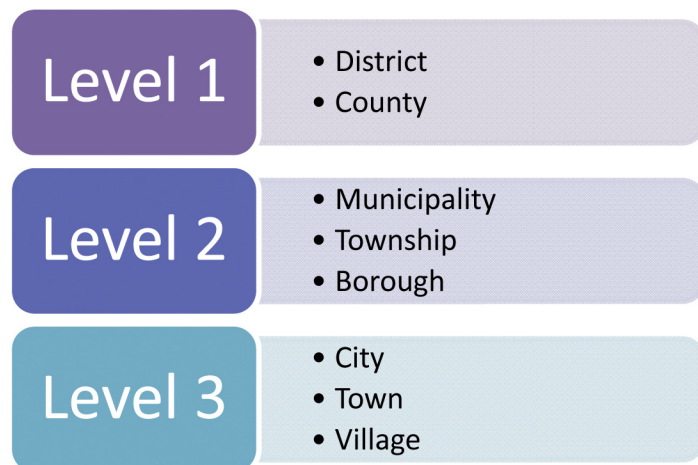 Level 1
• District
• County
Level 2
• Municipality
• Township
• Borough
Level 3
• City
• Town
• Village